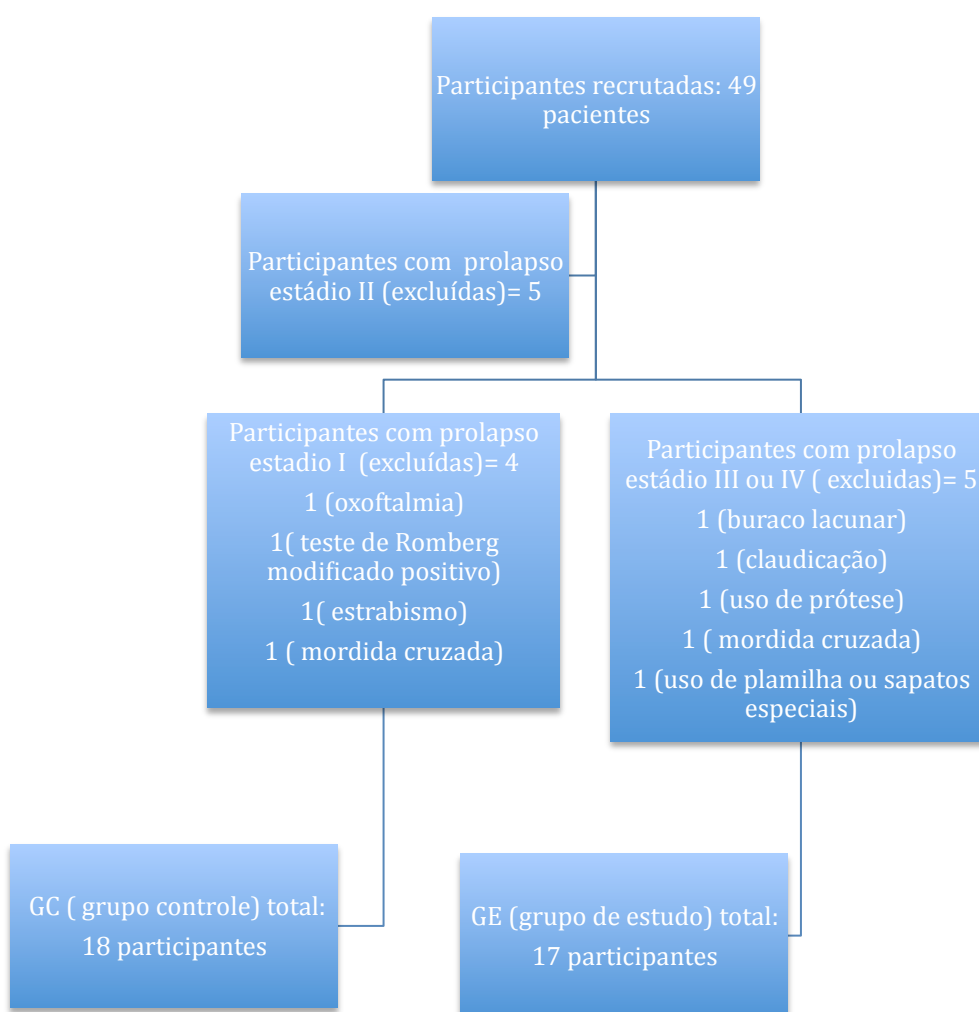 Participantes recrutadas: 49
pacientes
Participantes com prolapso
estádio II (excluídas)= 5
Participantes com prolapso
estadio I (excluídas)= 4
1 (oxoftalmia)
1( teste de Romberg
modificado positivo)
1( estrabismo)
1 ( mordida cruzada)
Participantes com prolapso
estádio III ou IV ( excluidas)= 5
1 (buraco lacunar)
1 (claudicação)
1 (uso de prótese)
1 ( mordida cruzada)
1 (uso de plamilha ou sapatos
especiais)
GC ( grupo controle) total:
18 participantes
GE (grupo de estudo) total:
17 participantes